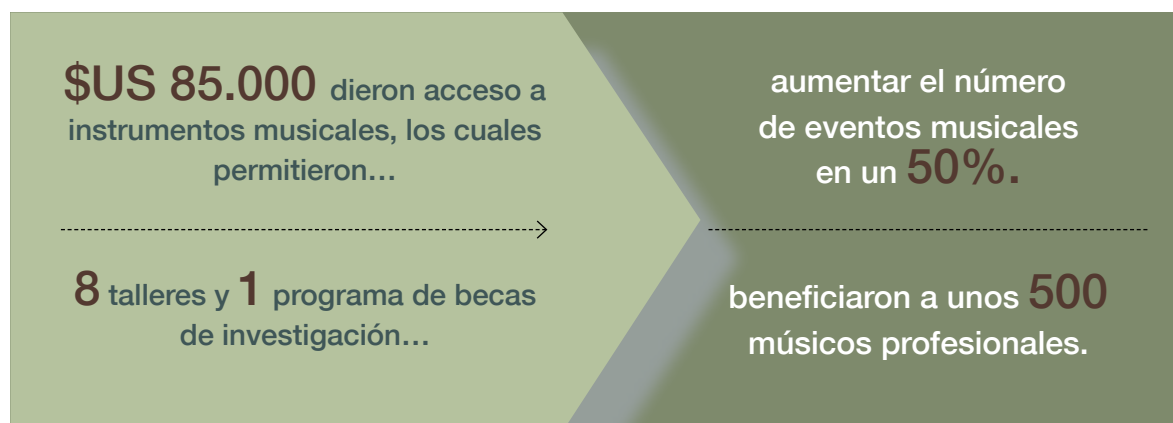 $US 85.000 dieron acceso a
instrumentos musicales, los cuales
permitieron…
aumentar el número
de eventos musicales
en un 50%.
8 talleres y 1 programa de becas
de investigación…
beneficiaron a unos 500
músicos profesionales.